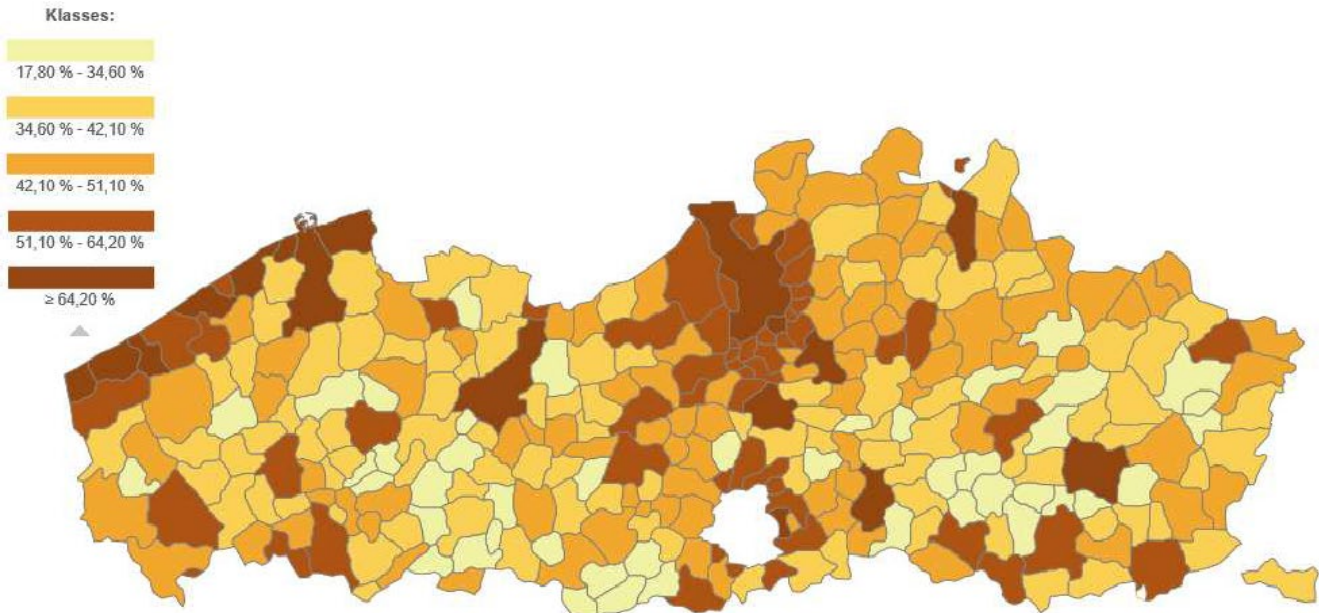 Klasses:
17,80 % - 34,60 %
34,60 % - 42,10 %
42,10 % - 51,10 %
51,10 % - 64,20 %
≥ 64,20 %